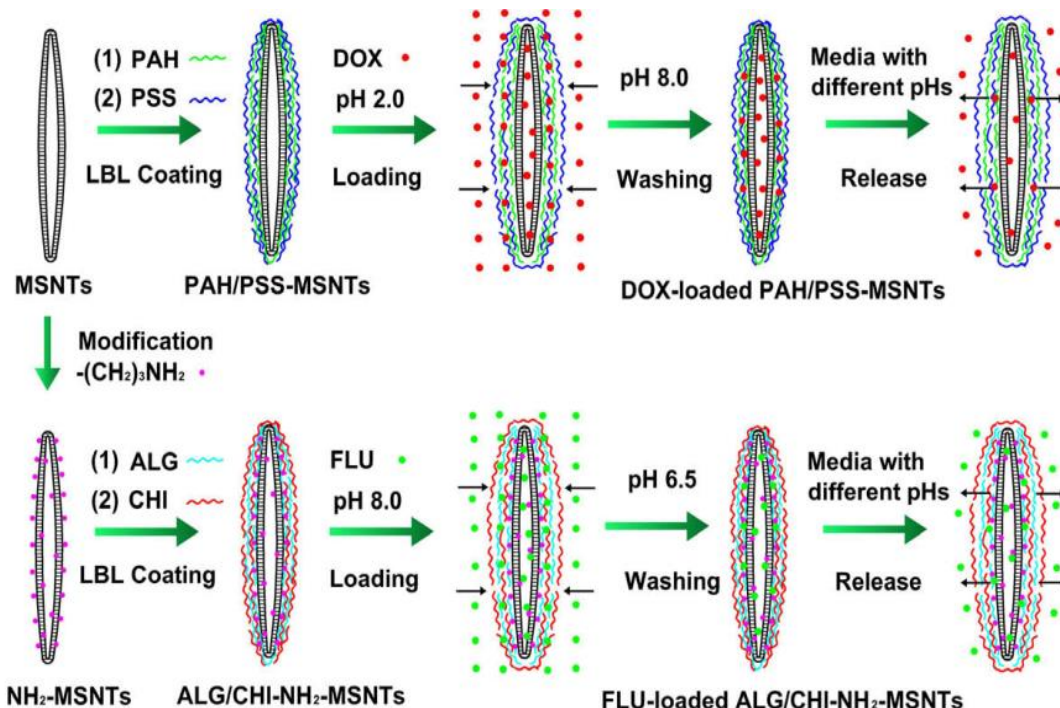 (1) PAH
(2) PSS
LBL Coating
DOX
pH 2.0
Loading
pH 8.0
Washing
Media with
different pHs
Release
MSNTs
PAH/PSS-MSNTs
DOX-loaded PAH/PSS-MSNTs
Modification
-(CH₂)₃NH₂
(1) ALG
(2) CHI
LBL Coating
FLU
pH 8.0
Loading
pH 6.5
Washing
Media with
different pHs
Release
NH₂-MSNTs
ALG/CHI-NH₂-MSNTs
FLU-loaded ALG/CHI-NH₂-MSNTs